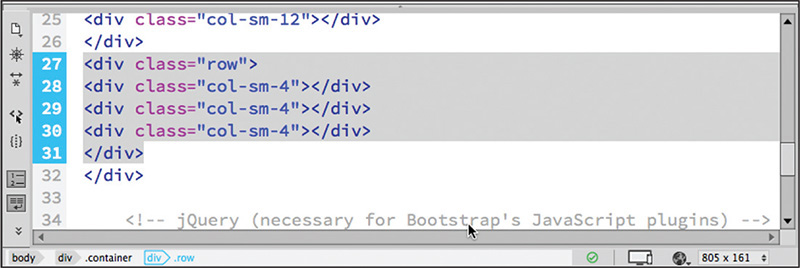 25 <div class="col-sm-12"></div>
26 </div>
27 <div class="row">
28 <div class="col-sm-4"></div>
29 <div class="col-sm-4"></div>
30 <div class="col-sm-4"></div>
31 </div>
32 </div>
33
34 <!-- jQuery (necessary for Bootstrap's JavaScript plugins) -->
body div .container div .row 805 x 161